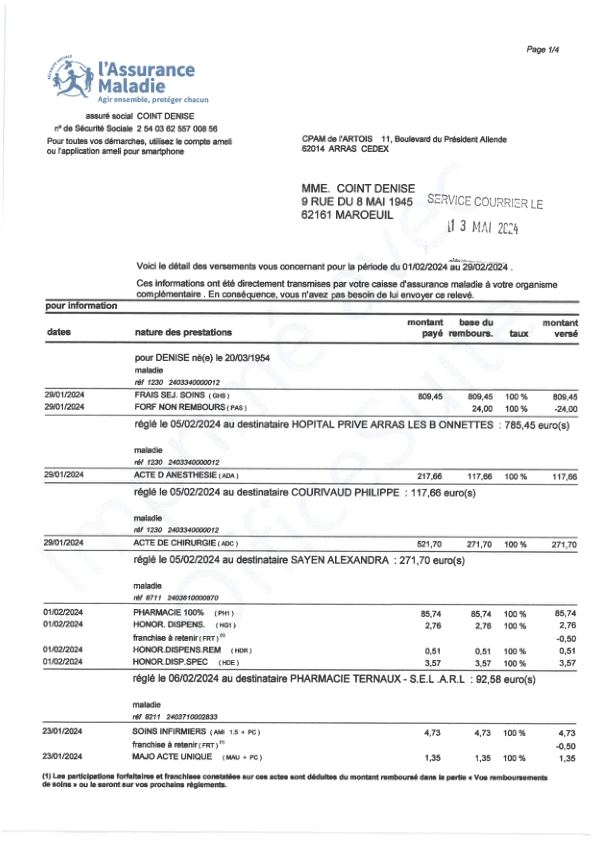 Page 1/4
SÉCURITÉ SOCIALE
l'Assurance
Maladie
Agir ensemble, protéger chacun
assuré social COINT DENISE
n° de Sécurité Sociale 2 54 03 62 557 008 56
Pour toutes vos démarches, utilisez le compte ameli
ou l'application ameli pour smartphone
CPAM de l'ARTOIS 11, Boulevard du Président Allende
62014 ARRAS CEDEX
MME. COINT DENISE
9 RUE DU 8 MAI 1945
62161 MAROEUIL
SERVICE COURRIER LE
13 MAI 2024
Voici le détail des versements vous concernant pour la période du 01/02/2024 au 29/02/2024 .
Ces informations ont été directement transmises par votre caisse d'assurance maladie à votre organisme
complémentaire . En conséquence, vous n'avez pas besoin de lui envoyer ce relevé.
pour information
dates nature des prestations montant payé base du rembours. taux montant versé
pour DENISE né(e) le 20/03/1954
maladie
réf 1230 2403340000012
29/01/2024 FRAIS SEJ. SOINS ( GHS ) 809,45 809,45 100 % 809,45
29/01/2024 FORF NON REMBOURS ( PAS ) 24,00 100 % -24,00
réglé le 05/02/2024 au destinataire HOPITAL PRIVE ARRAS LES B ONNETTES : 785,45 euro(s)
maladie
réf 1230 2403340000012
29/01/2024 ACTE D ANESTHESIE ( ADA ) 217,66 117,66 100 % 117,66
réglé le 05/02/2024 au destinataire COURIVAUD PHILIPPE : 117,66 euro(s)
maladie
réf 1230 2403340000012
29/01/2024 ACTE DE CHIRURGIE ( ADC ) 521,70 271,70 100 % 271,70
réglé le 05/02/2024 au destinataire SAYEN ALEXANDRA : 271,70 euro(s)
maladie
réf 8711 2403610000870
01/02/2024 PHARMACIE 100% ( PH1 ) 85,74 85,74 100 % 85,74
01/02/2024 HONOR. DISPENS. ( HG1 ) 2,76 2,76 100 % 2,76
franchise à retenir ( FRT ) (1) -0,50
01/02/2024 HONOR.DISPENS.REM ( HDR ) 0,51 0,51 100 % 0,51
01/02/2024 HONOR.DISP.SPEC ( HDE ) 3,57 3,57 100 % 3,57
réglé le 06/02/2024 au destinataire PHARMACIE TERNAUX - S.E.L .A.R.L : 92,58 euro(s)
maladie
réf 8211 2403710002833
23/01/2024 SOINS INFIRMIERS ( AMI 1.5 + PC ) 4,73 4,73 100 % 4,73
franchise à retenir ( FRT ) (1) -0,50
23/01/2024 MAJO ACTE UNIQUE ( MAU + PC ) 1,35 1,35 100 % 1,35
(1) Les participations forfaitaires et franchises constatées sur ces actes sont déduites du montant remboursé dans la partie « Vos remboursements
de soins » ou le seront sur vos prochains règlements.